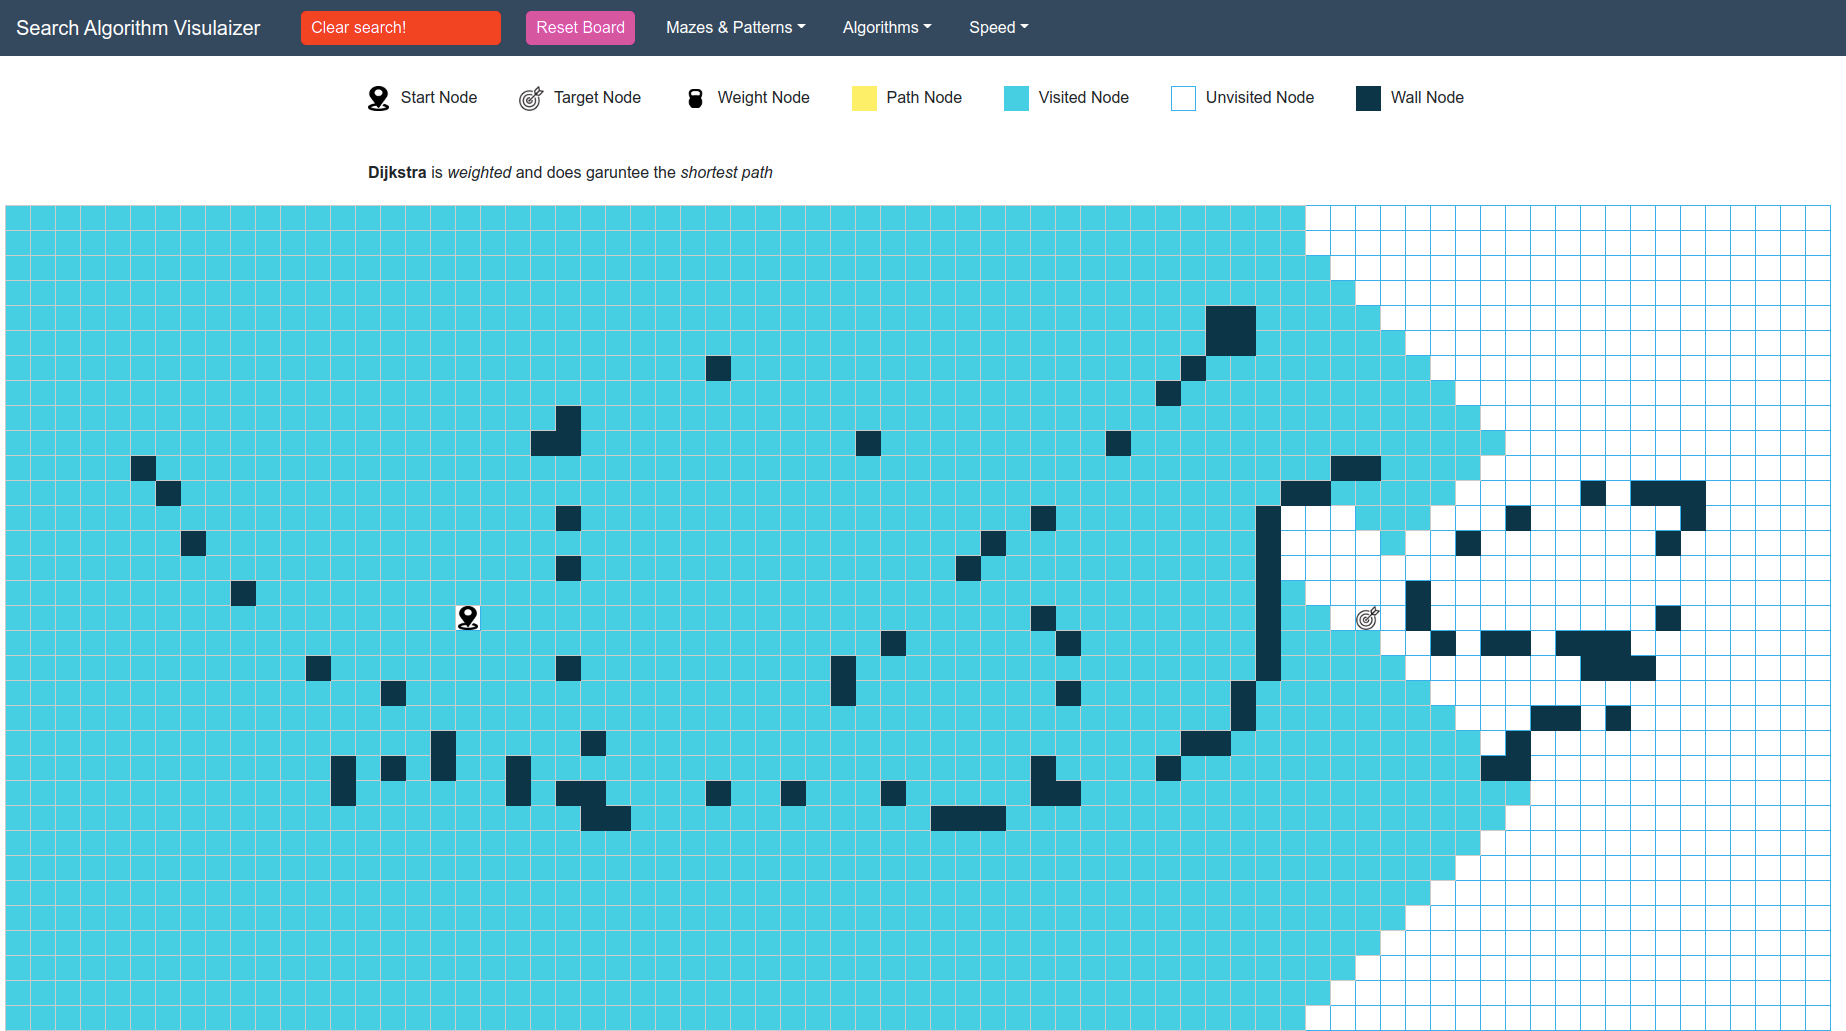 Search Algorithm Visulaizer Clear search! Reset Board Mazes & Patterns Algorithms Speed
Start Node Target Node Weight Node Path Node Visited Node Unvisited Node Wall Node
Dijkstra is weighted and does garuntee the shortest path